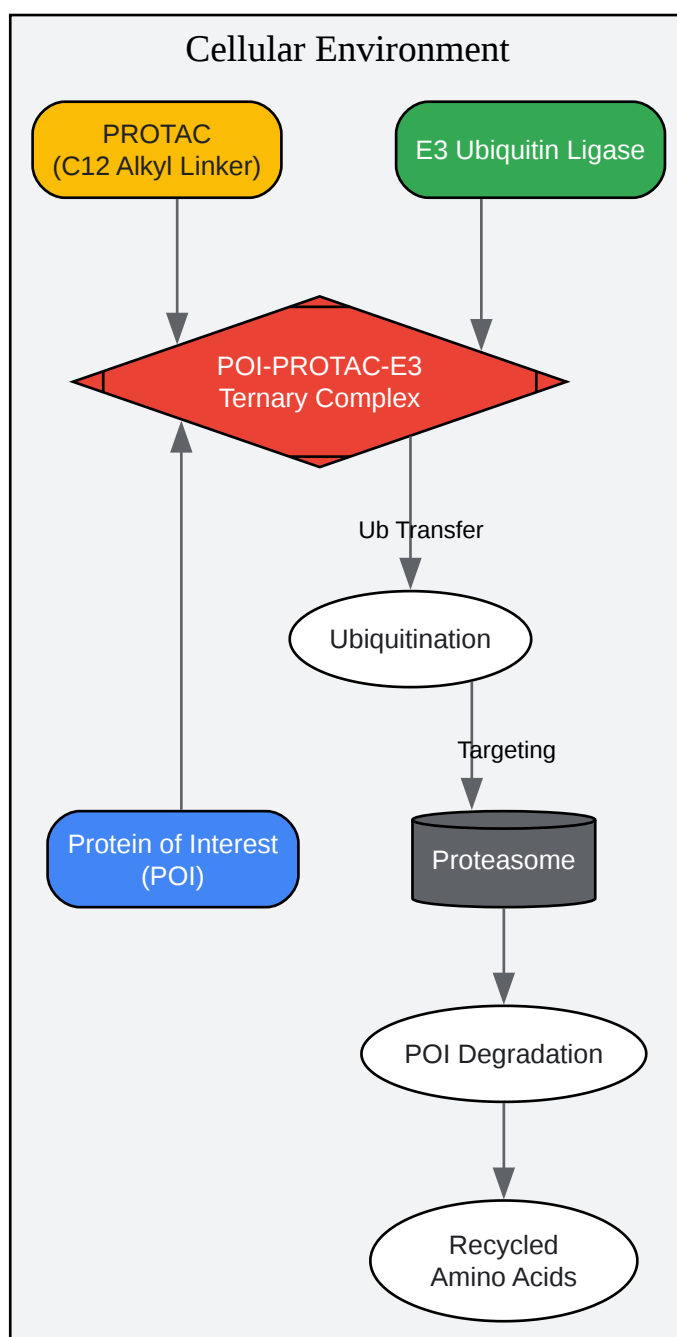 Cellular Environment
PROTAC
(C12 Alkyl Linker)
E3 Ubiquitin Ligase
POI-PROTAC-E3
Ternary Complex
Ub Transfer
Ubiquitination
Targeting
Protein of Interest
(POI)
Proteasome
POI Degradation
Recycled
Amino Acids